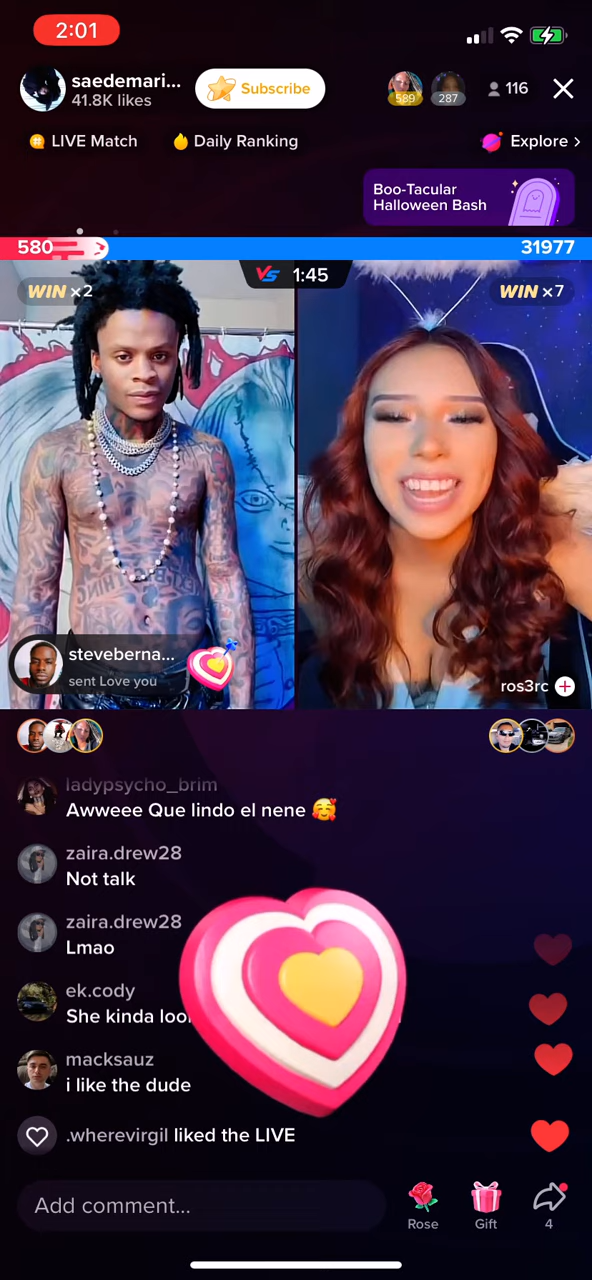 2:01
saedemari...
41.8K likes
Subscribe
589
287
116
LIVE Match
Daily Ranking
Explore >
Boo-Tacular
Halloween Bash
580
31977
WIN x2
VS 1:45
WIN x7
steveberna...
sent Love you
ros3rc
ladypsycho_brim
Awweee Que lindo el nene 🥰
zaira.drew28
Not talk
zaira.drew28
Lmao
ek.cody
She kinda
macksauz
i like the dude
.wherevirgil liked the LIVE
Add comment...
Rose
Gift
4